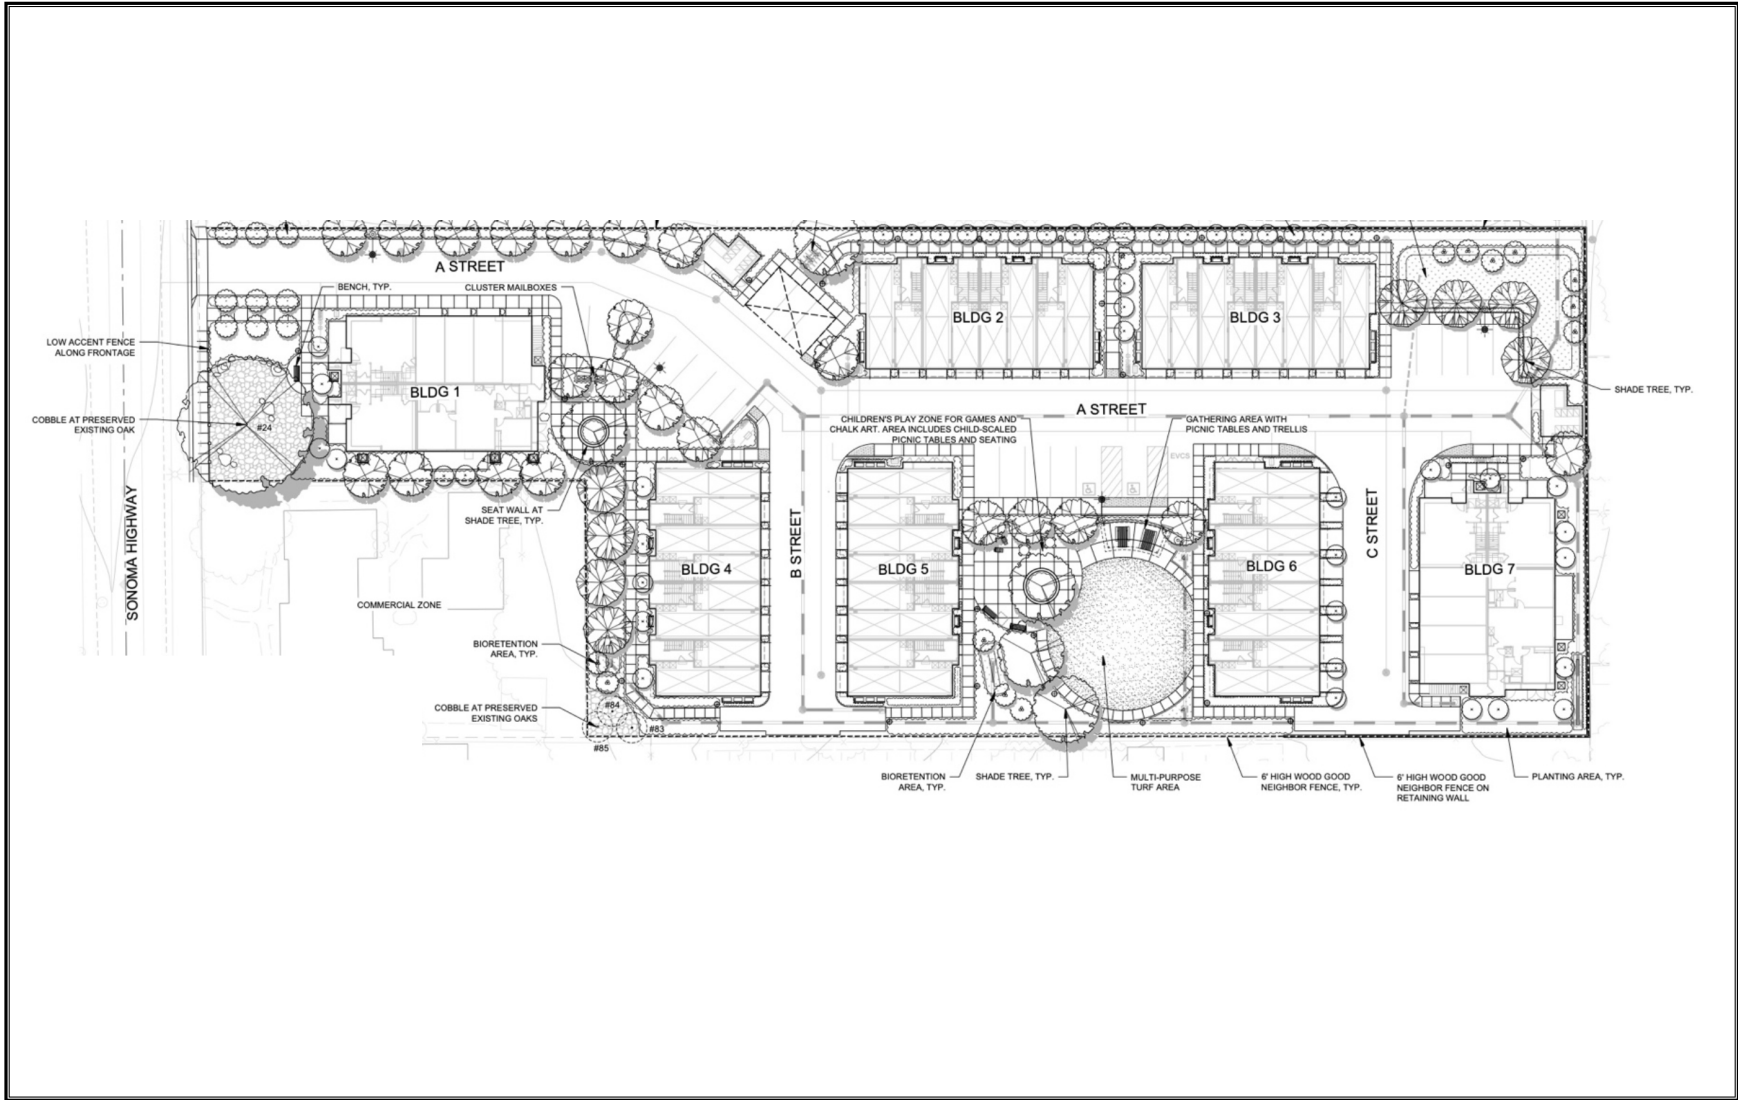 A STREET
BENCH, TYP.
CLUSTER MAILBOXES
LOW ACCENT FENCE
ALONG FRONTAGE
BLDG 1
BLDG 2
BLDG 3
SHADE TREE, TYP.
COBBLE AT PRESERVED
EXISTING OAK
#24
A STREET
CHILDREN'S PLAY ZONE FOR GAMES AND
CHALK ART. AREA INCLUDES CHILD-SCALED
PICNIC TABLES AND SEATING
GATHERING AREA WITH
PICNIC TABLES AND TRELLIS
EVCS
SONOMA HIGHWAY
SEAT WALL AT
SHADE TREE, TYP.
B STREET
C STREET
BLDG 4
BLDG 5
BLDG 6
BLDG 7
COMMERCIAL ZONE
BIORETENTION
AREA, TYP.
COBBLE AT PRESERVED
EXISTING OAKS
#84
#83
#85
BIORETENTION
AREA, TYP.
SHADE TREE, TYP.
MULTI-PURPOSE
TURF AREA
6' HIGH WOOD GOOD
NEIGHBOR FENCE, TYP.
6' HIGH WOOD GOOD
NEIGHBOR FENCE ON
RETAINING WALL
PLANTING AREA, TYP.